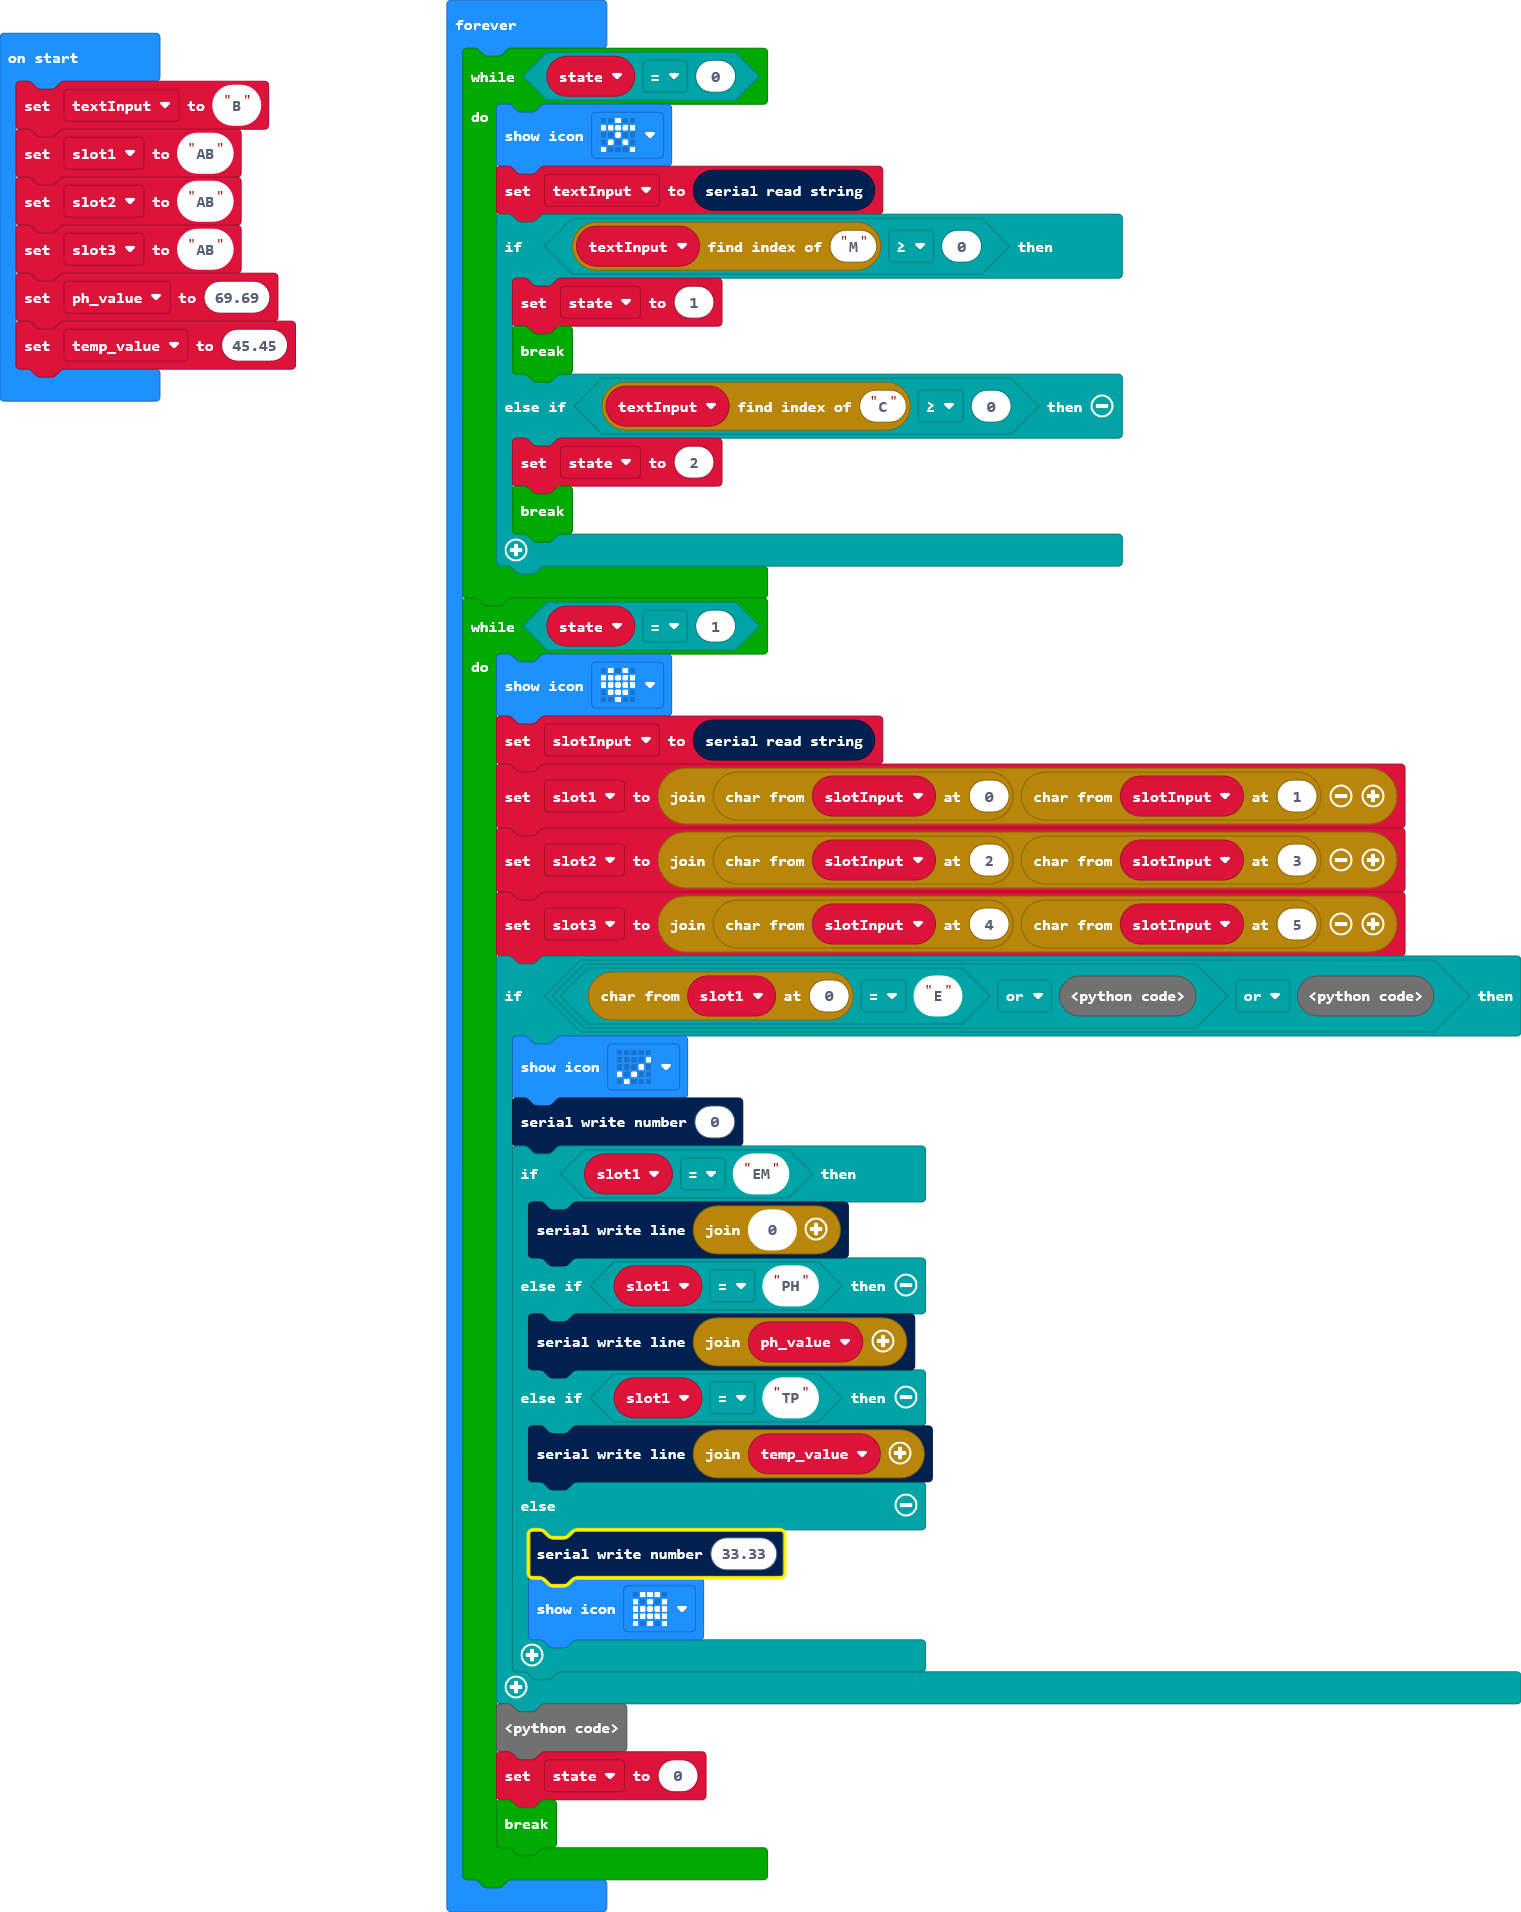 on start
set textInput to "B"
set slot1 to "AB"
set slot2 to "AB"
set slot3 to "AB"
set ph_value to 69.69
set temp_value to 45.45
forever
while state = 0
do
show icon
set textInput to serial read string
if textInput find index of "M" ≥ 0 then
set state to 1
break
else if textInput find index of "C" ≥ 0 then
set state to 2
break
while state = 1
do
show icon
set slotInput to serial read string
set slot1 to join char from slotInput at 0 char from slotInput at 1
set slot2 to join char from slotInput at 2 char from slotInput at 3
set slot3 to join char from slotInput at 4 char from slotInput at 5
if char from slot1 at 0 = "E" or <python code> or <python code> then
show icon
serial write number 0
if slot1 = "EM" then
serial write line join 0
else if slot1 = "PH" then
serial write line join ph_value
else if slot1 = "TP" then
serial write line join temp_value
else
serial write number 33.33
show icon
<python code>
set state to 0
break